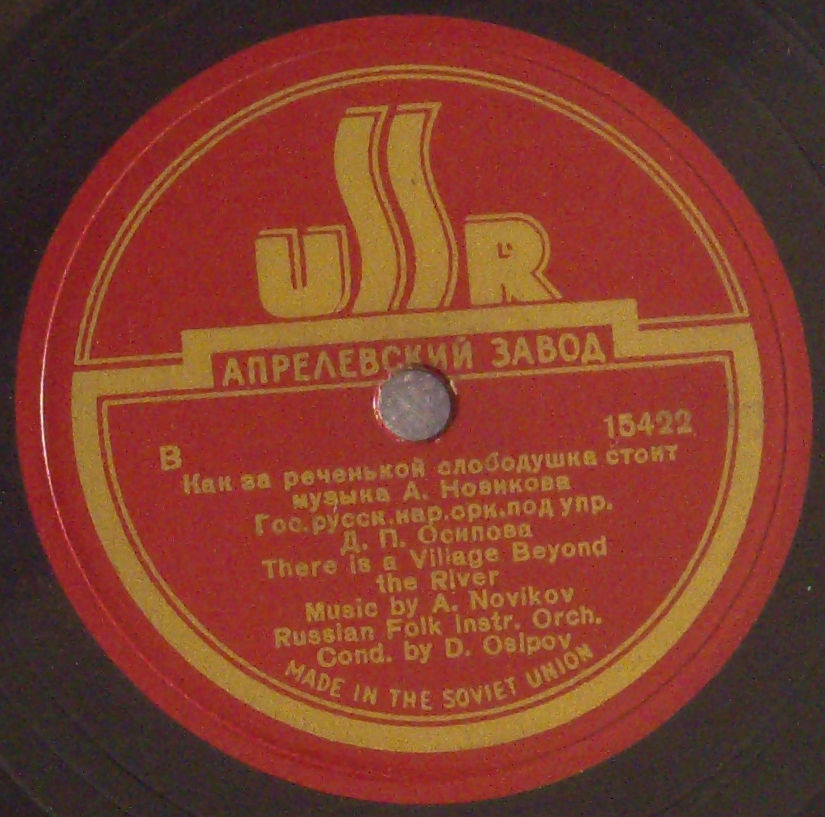 USSR
АПРЕЛЕВСКИЙ ЗАВОД
В 15422
Как за реченькой слободушка стоит
музыка А. Новикова
Гос.русск.нар.орк.под упр.
Д. П. Осипова
There is a Village Beyond
the River
Music by A. Novikov
Russian Folk Instr. Orch.
Cond. by D. Osipov
MADE IN THE SOVIET UNION